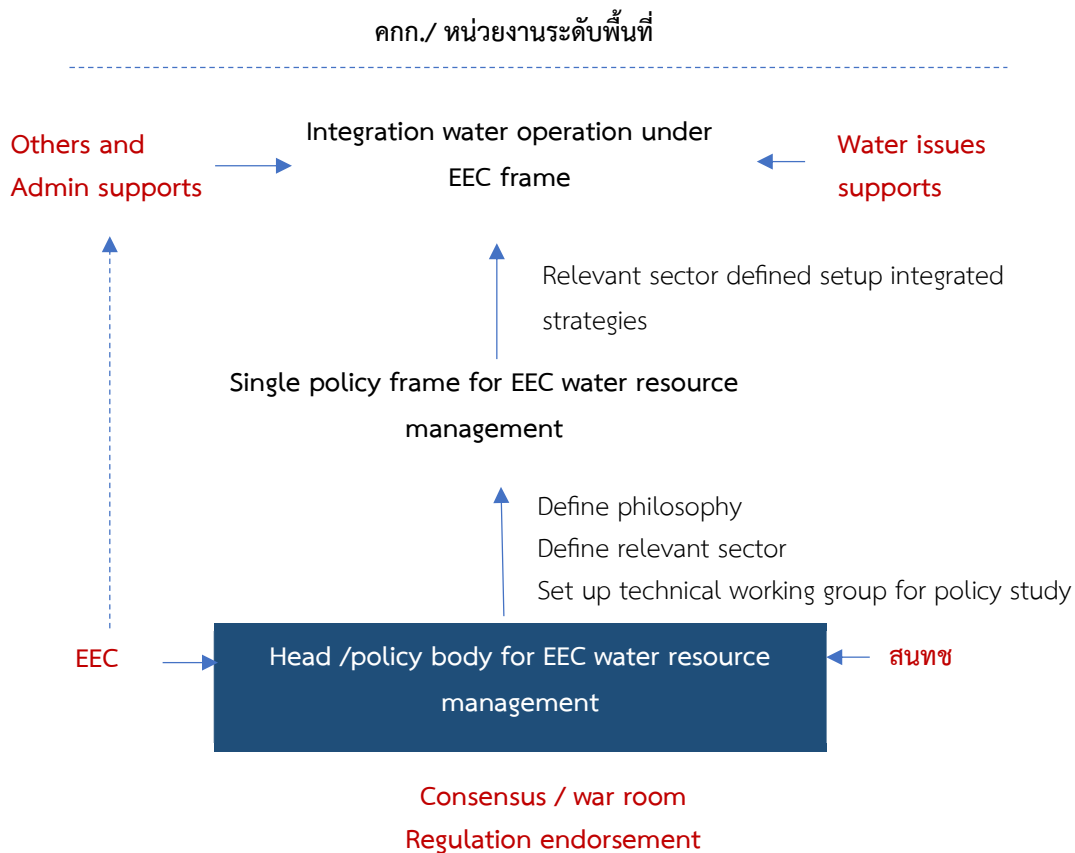 คกก./ หน่วยงานระดับพื้นที่
Others and
Admin supports
Integration water operation under
EEC frame
Water issues
supports
Relevant sector defined setup integrated
strategies
Single policy frame for EEC water resource
management
Define philosophy
Define relevant sector
Set up technical working group for policy study
EEC
Head /policy body for EEC water resource
management
สนทช
Consensus / war room
Regulation endorsement